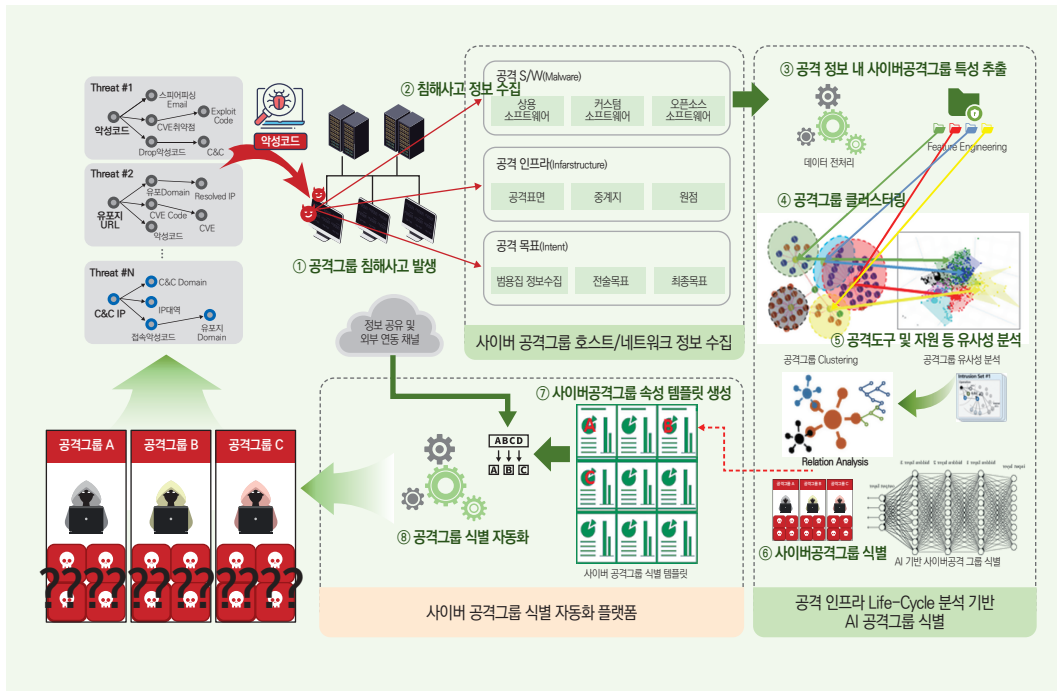 Threat #1
스피어피싱
Email
악성코드
CVE취약점
Exploit
Code
Drop악성코드
C&C
Threat #2
유포Domain
Resolved IP
유포지
URL
CVE Code
CVE
악성코드
Threat #N
C&C Domain
C&C IP
IP대역
접속악성코드
유포지
Domain
악성코드
① 공격그룹 침해사고 발생
② 침해사고 정보 수집
공격 S/W(Malware)
상용
소프트웨어
커스텀
소프트웨어
오픈소스
소프트웨어
공격 인프라(Infarstructure)
공격표면
중계지
원점
공격 목표(Intent)
범용집 정보수집
전술목표
최종목표
사이버 공격그룹 호스트/네트워크 정보 수집
③ 공격 정보 내 사이버공격그룹 특성 추출
데이터 전처리
Feature Engineering
④ 공격그룹 클러스터링
⑤ 공격도구 및 자원 등 유사성 분석
공격그룹 Clustering
공격그룹 유사성 분석
Intrusion Set #1
Relation Analysis
공격그룹 A
공격그룹 B
공격그룹 C
⑥ 사이버공격그룹 식별
AI 기반 사이버공격 그룹 식별
공격 인프라 Life-Cycle 분석 기반
AI 공격그룹 식별
정보 공유 및
외부 연동 채널
⑦ 사이버공격그룹 속성 템플릿 생성
A
B
C
ABCD
A B C
사이버 공격그룹 식별 템플릿
⑧ 공격그룹 식별 자동화
사이버 공격그룹 식별 자동화 플랫폼
공격그룹 A
공격그룹 B
공격그룹 C
?? ?? ??